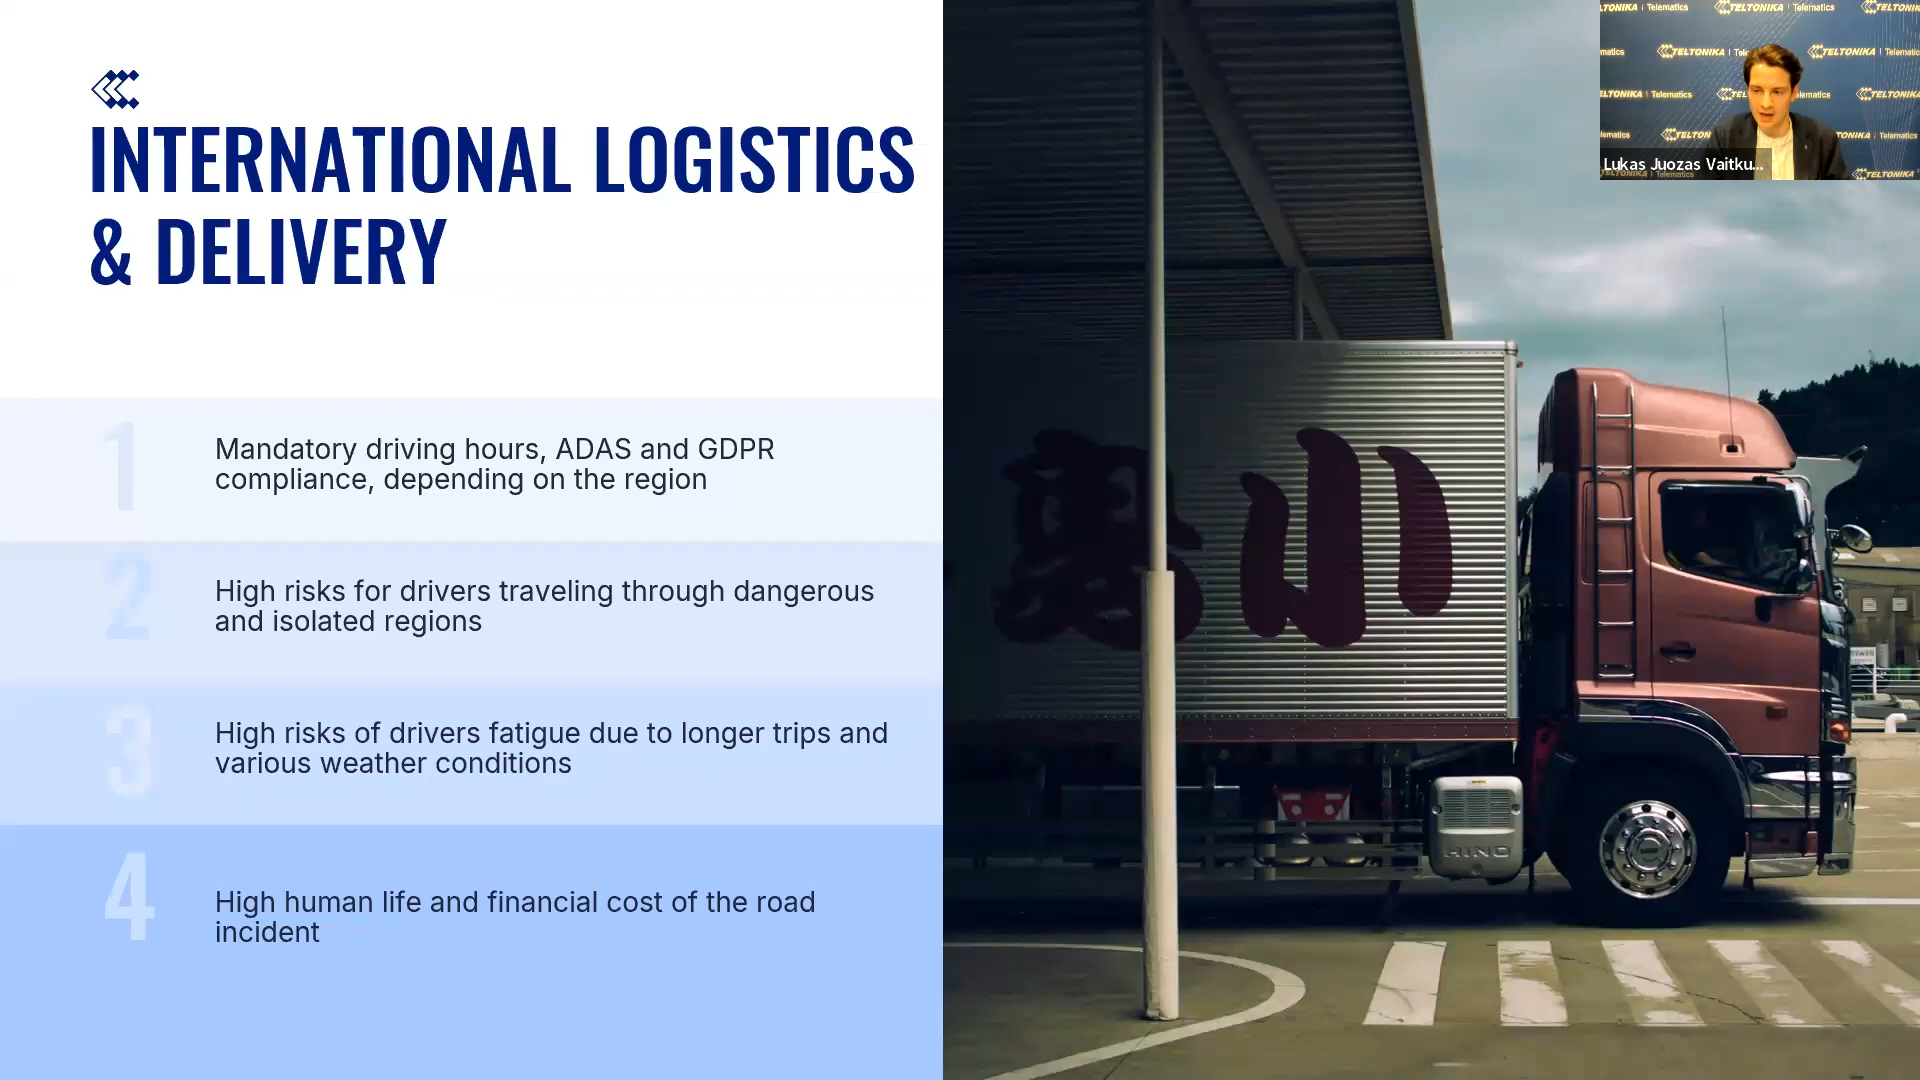 INTERNATIONAL LOGISTICS
& DELIVERY
1
Mandatory driving hours, ADAS and GDPR
compliance, depending on the region
2
High risks for drivers traveling through dangerous
and isolated regions
3
High risks of drivers fatigue due to longer trips and
various weather conditions
4
High human life and financial cost of the road
incident
小
HINO
TELTONIKA | Telematics
Lukas Juozas Vaitku...